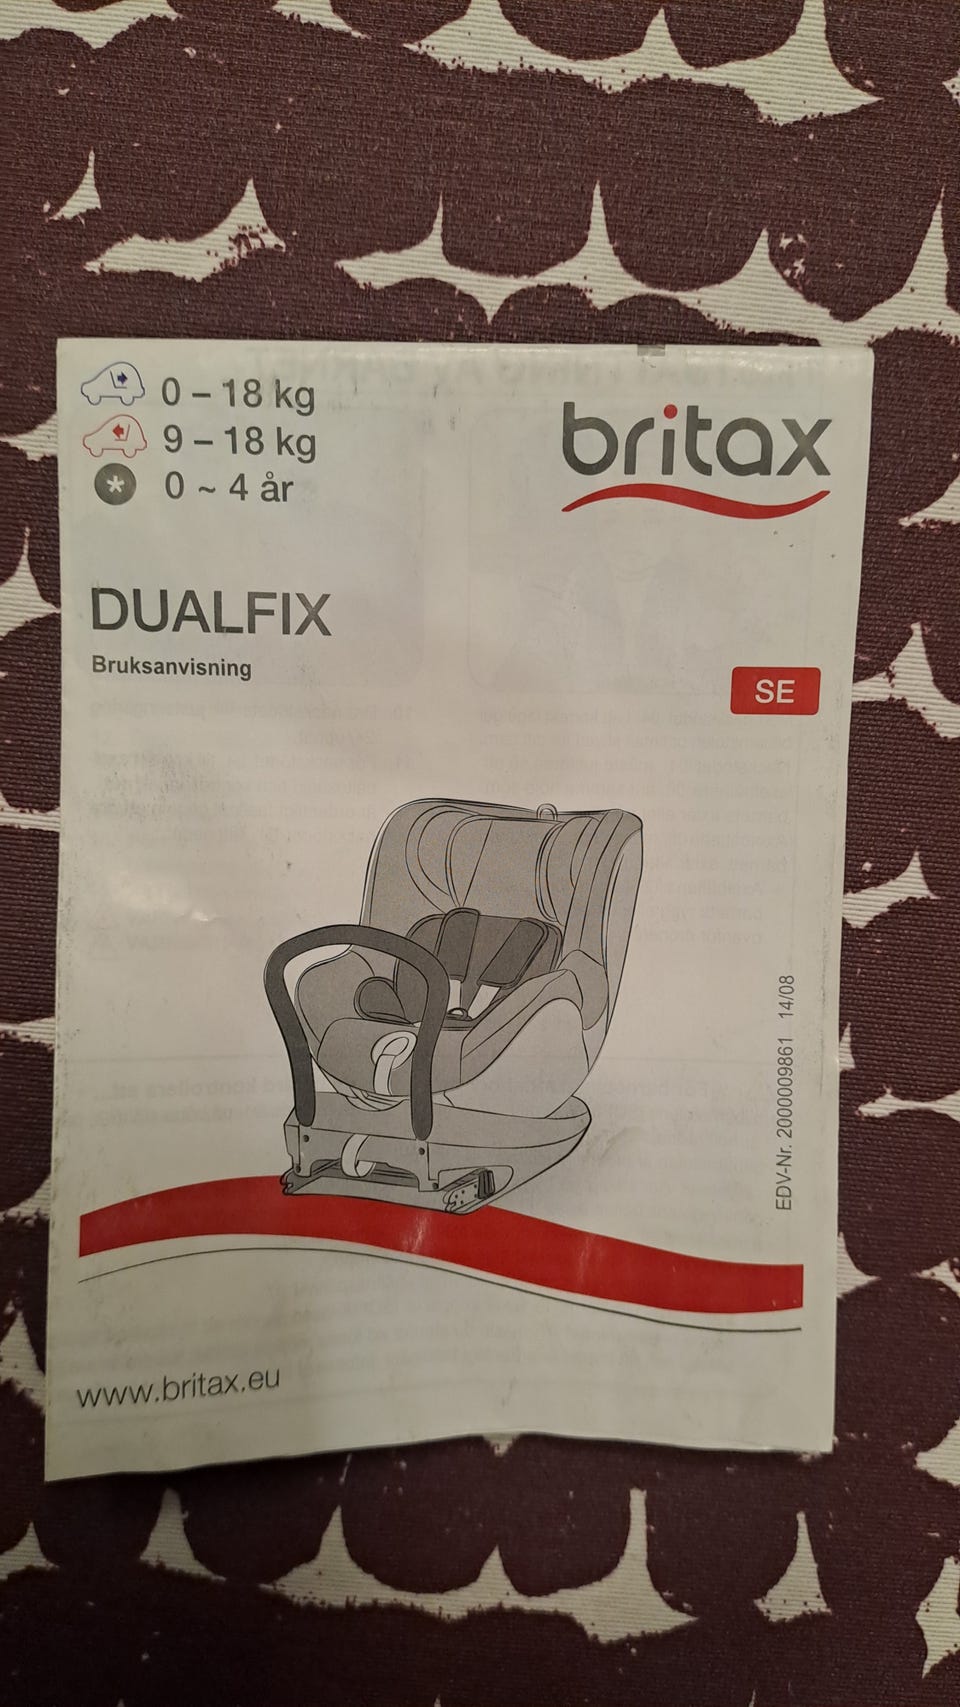 0 – 18 kg
9 – 18 kg
0 ~ 4 år
britax
DUALFIX
Bruksanvisning
SE
EDV-Nr. 2000009861 14/08
www.britax.eu